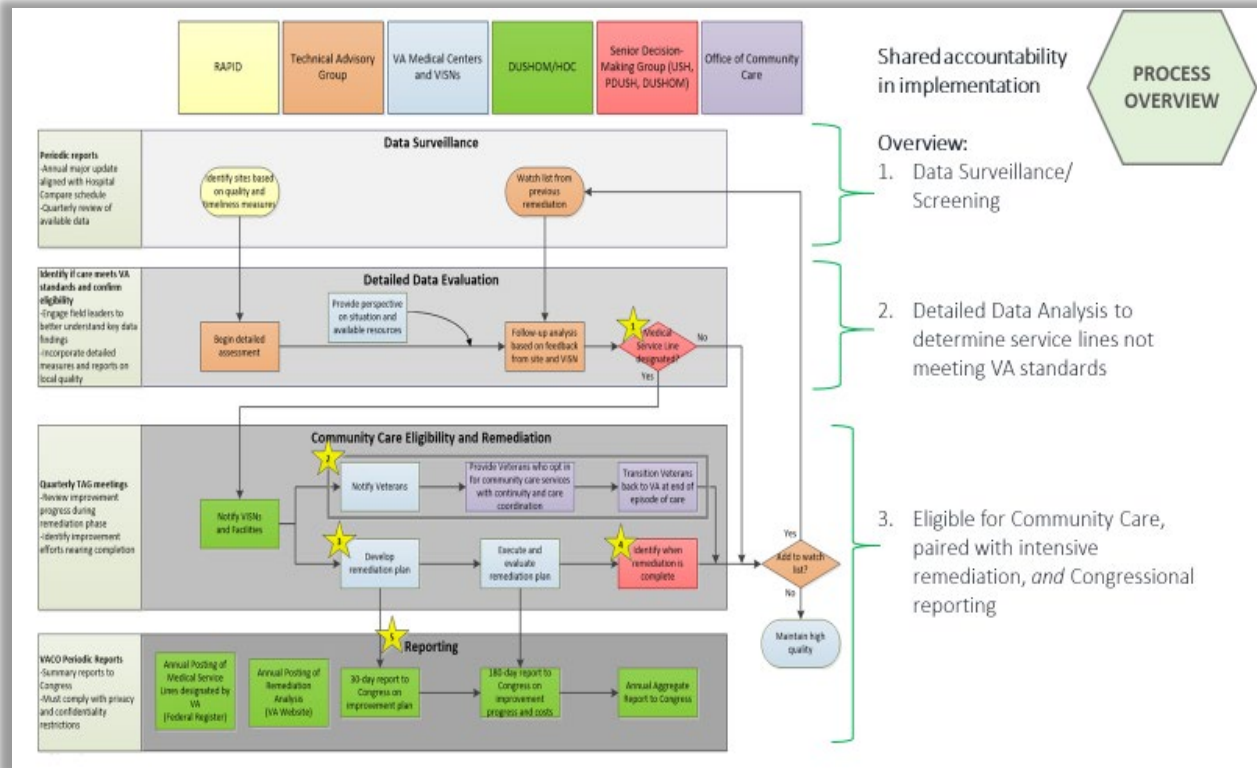 RAPID
Technical Advisory
Group
VA Medical Centers
and VISNs
DUSHOM/HOC
Senior Decision-
Making Group (USH,
PDUSH, DUSHOM)
Office of Community
Care
Shared accountability
in implementation
PROCESS
OVERVIEW
Periodic reports
-Annual major update
aligned with Hospital
Compare schedule
-Quarterly review of
available data
Data Surveillance
Identify sites based
on quality and
timeliness measures
Watch list from
previous
remediation
Overview:
1. Data Surveillance/
Screening
Identify if care meets VA
standards and confirm
eligibility
-Engage field leaders to
better understand key data
findings
-Incorporate detailed
measures and reports on
local quality
Detailed Data Evaluation
Begin detailed
assessment
Provide perspective
on situation and
available resources
Follow-up analysis
based on feedback
from site and VISN
1
Medical
Service Line
designated?
No
Yes
2. Detailed Data Analysis to
determine service lines not
meeting VA standards
Quarterly TAG meetings
-Review improvement
progress during
remediation phase
-Identify improvement
efforts nearing completion
Community Care Eligibility and Remediation
Notify VISNs
and Facilities
2
Notify Veterans
Provide Veterans who opt in
for community care services
with continuity and care
coordination
Transition Veterans
back to VA at end of
episode of care
3
Develop
remediation plan
Execute and
evaluate
remediation plan
4
Identify when
remediation is
complete
Yes
Add to watch
list?
No
Maintain high
quality
3. Eligible for Community Care,
paired with intensive
remediation, and Congressional
reporting
VACO Periodic Reports
-Summary reports to
Congress
-Must comply with privacy
and confidentiality
restrictions
5
Reporting
Annual Posting of
Medical Service
Lines designated by
VA
(Federal Register)
Annual Posting of
Remediation
Analysis
(VA Website)
30-day report to
Congress on
improvement plan
180-day report to
Congress on
improvement
progress and costs
Annual Aggregate
Report to Congress